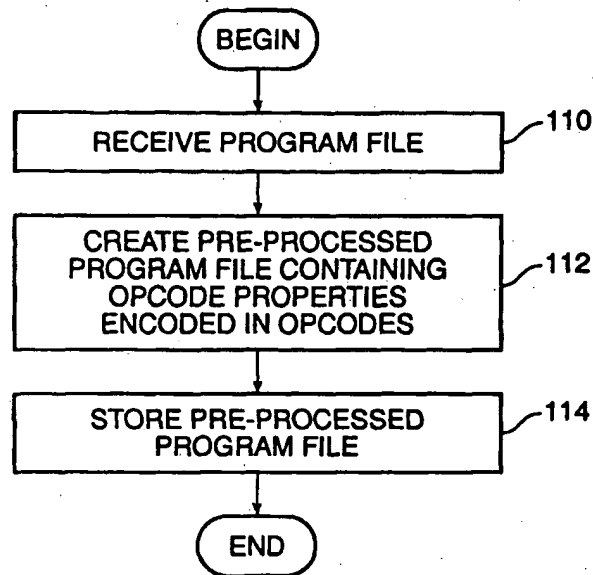 BEGIN
RECEIVE PROGRAM FILE
110
CREATE PRE-PROCESSED
PROGRAM FILE CONTAINING
OPCODE PROPERTIES
ENCODED IN OPCODES
112
STORE PRE-PROCESSED
PROGRAM FILE
114
END